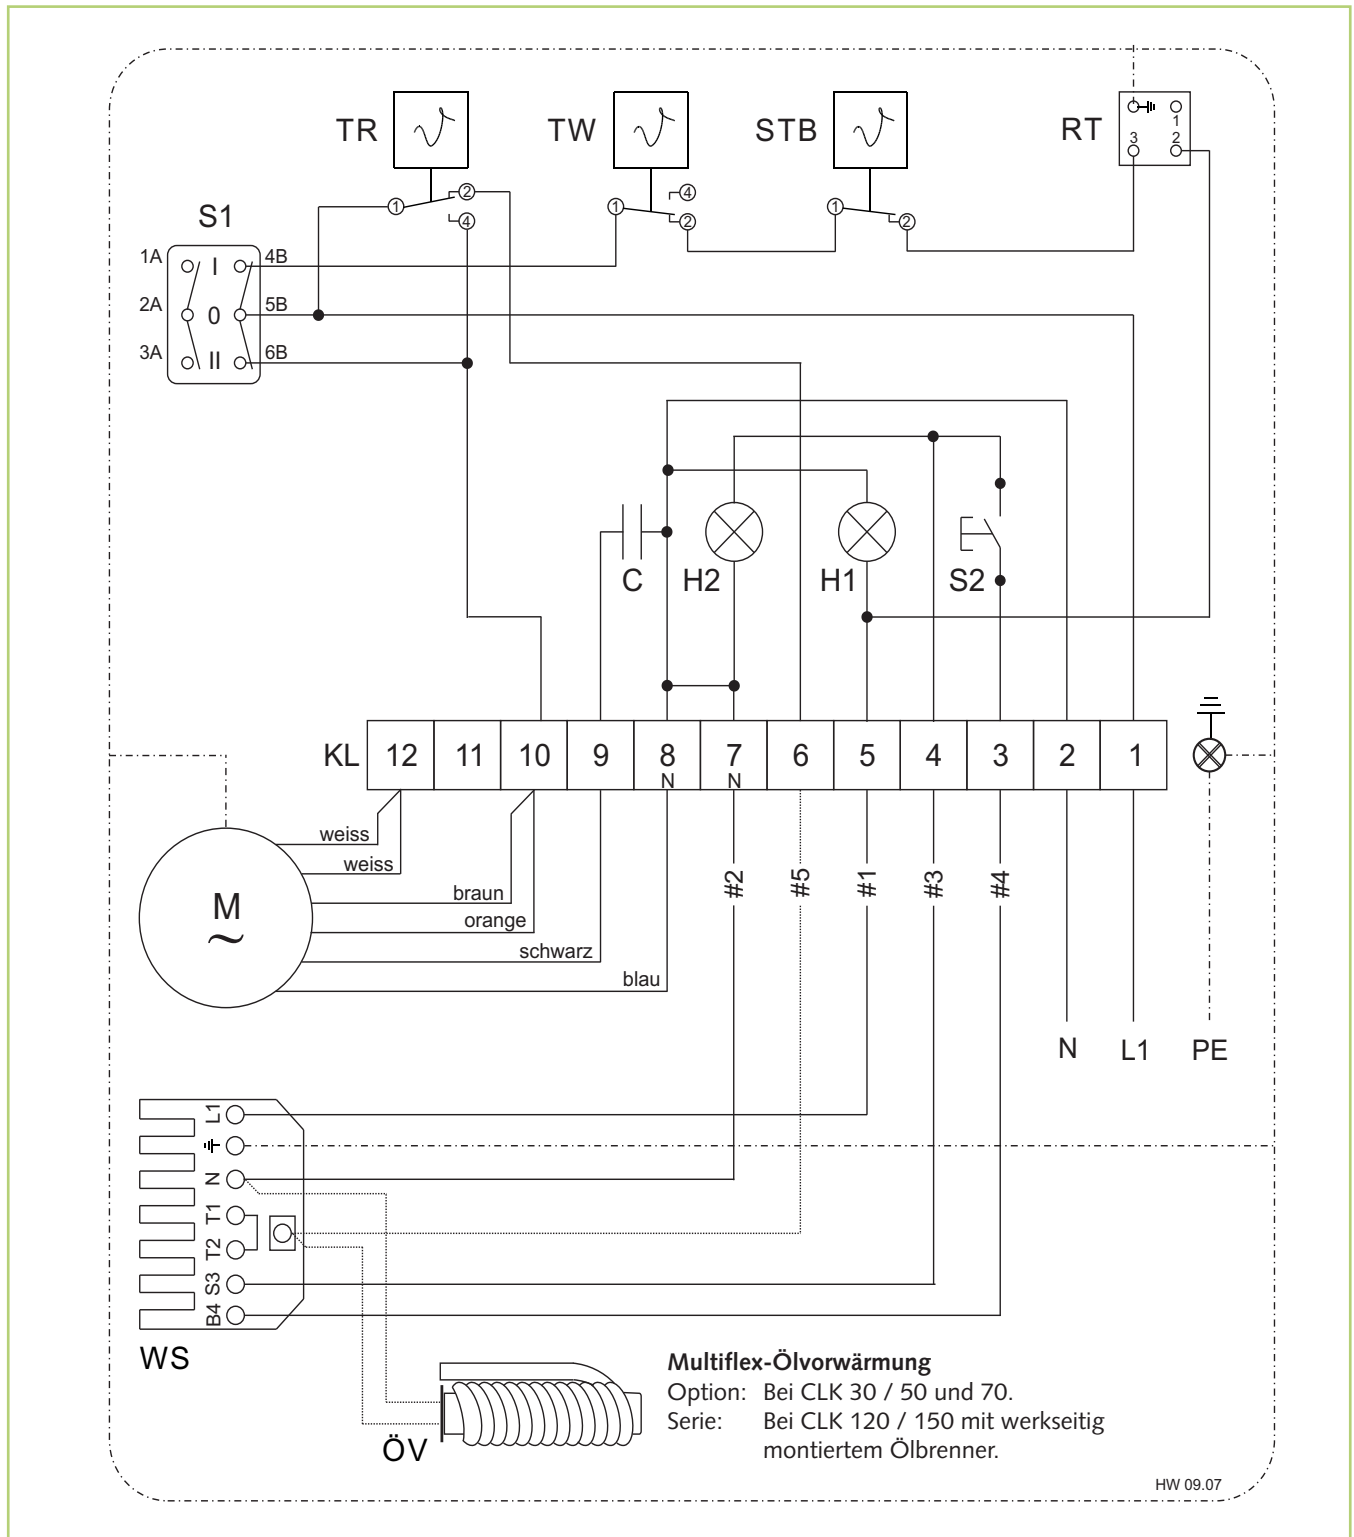 TR
TW
STB
RT
1
3
2
1
2
4
1
4
2
1
2
S1
1A
I
4B
2A
0
5B
3A
II
6B
C
H2
H1
S2
KL
12
11
10
9
8
N
7
N
6
5
4
3
2
1
weiss
weiss
braun
orange
schwarz
blau
M
~
#2
#5
#1
#3
#4
N
L1
PE
L1
N
T1
T2
S3
B4
WS
ÖV
Multiflex-Ölvorwärmung
Option: Bei CLK 30 / 50 und 70.
Serie: Bei CLK 120 / 150 mit werkseitig
montiertem Ölbrenner.
HW 09.07